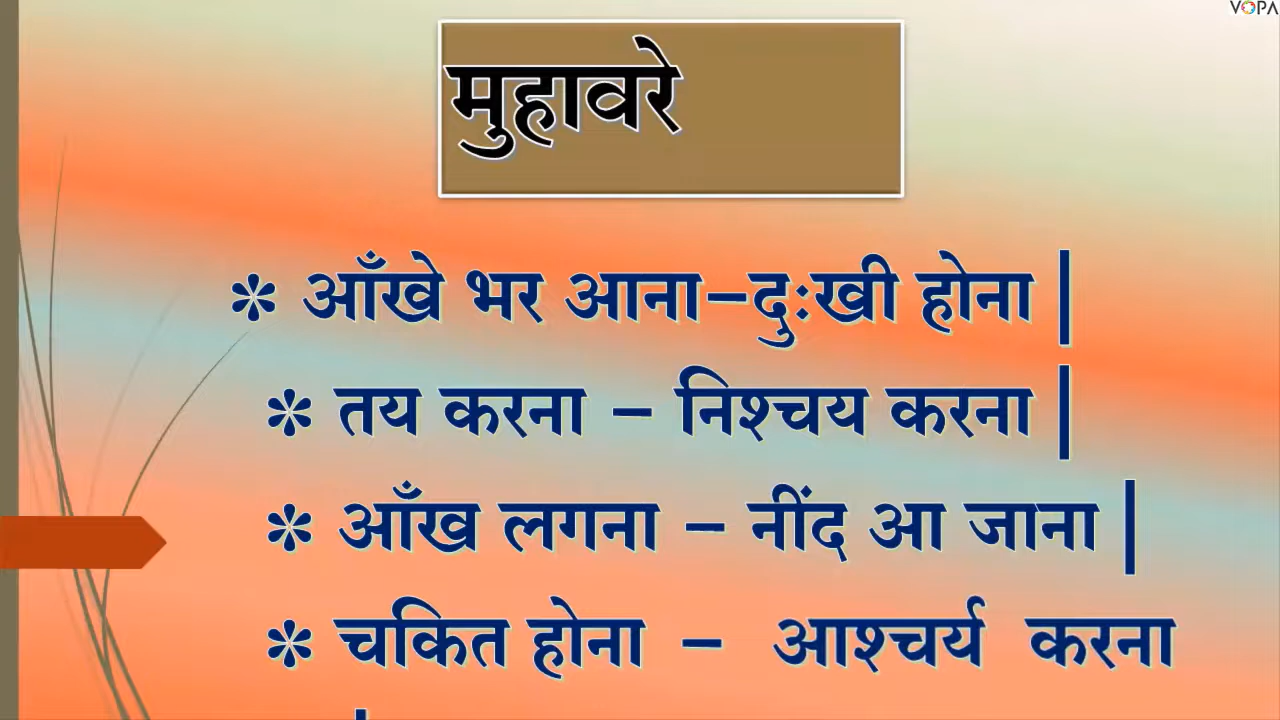 VOPA
मुहावरे
* आँखे भर आना-दुःखी होना |
* तय करना - निश्चय करना |
* आँख लगना - नींद आ जाना |
* चकित होना - आश्चर्य करना
|